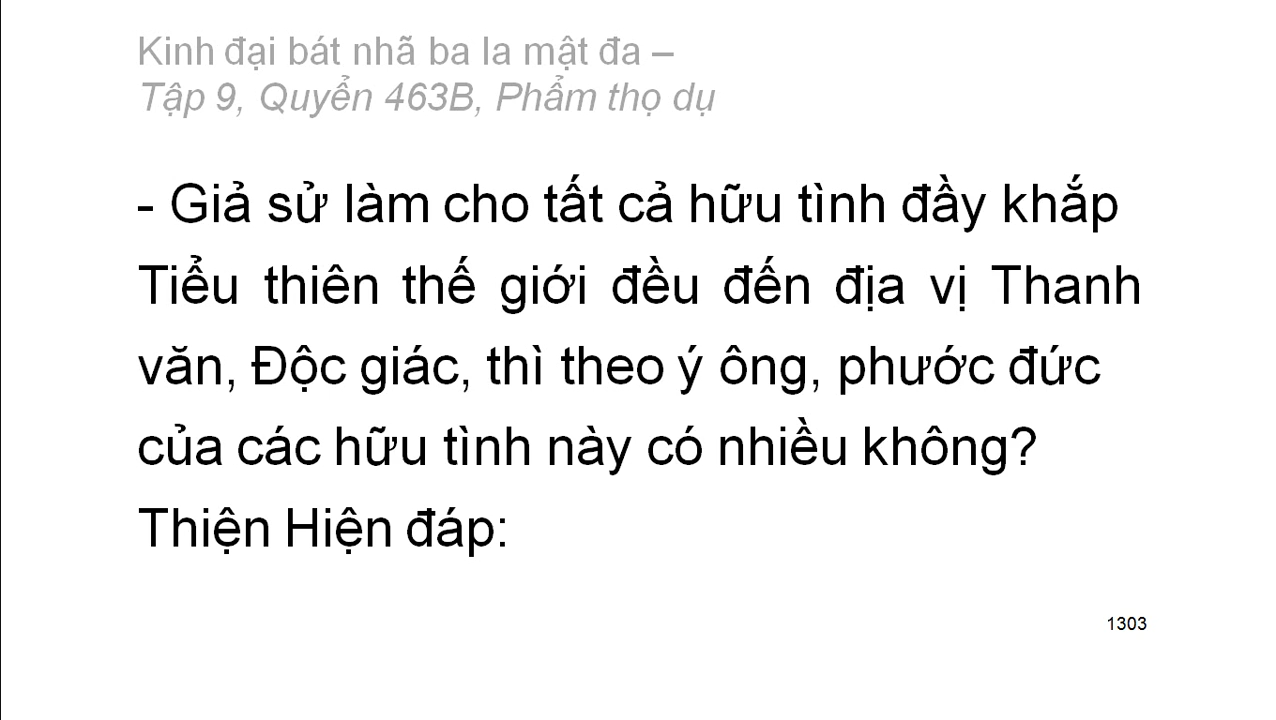 Kinh đại bát nhã ba la mật đa –
Tập 9, Quyển 463B, Phẩm thọ dụ
- Giả sử làm cho tất cả hữu tình đầy khắp
Tiểu thiên thế giới đều đến địa vị Thanh
văn, Độc giác, thì theo ý ông, phước đức
của các hữu tình này có nhiều không?
Thiện Hiện đáp:
1303